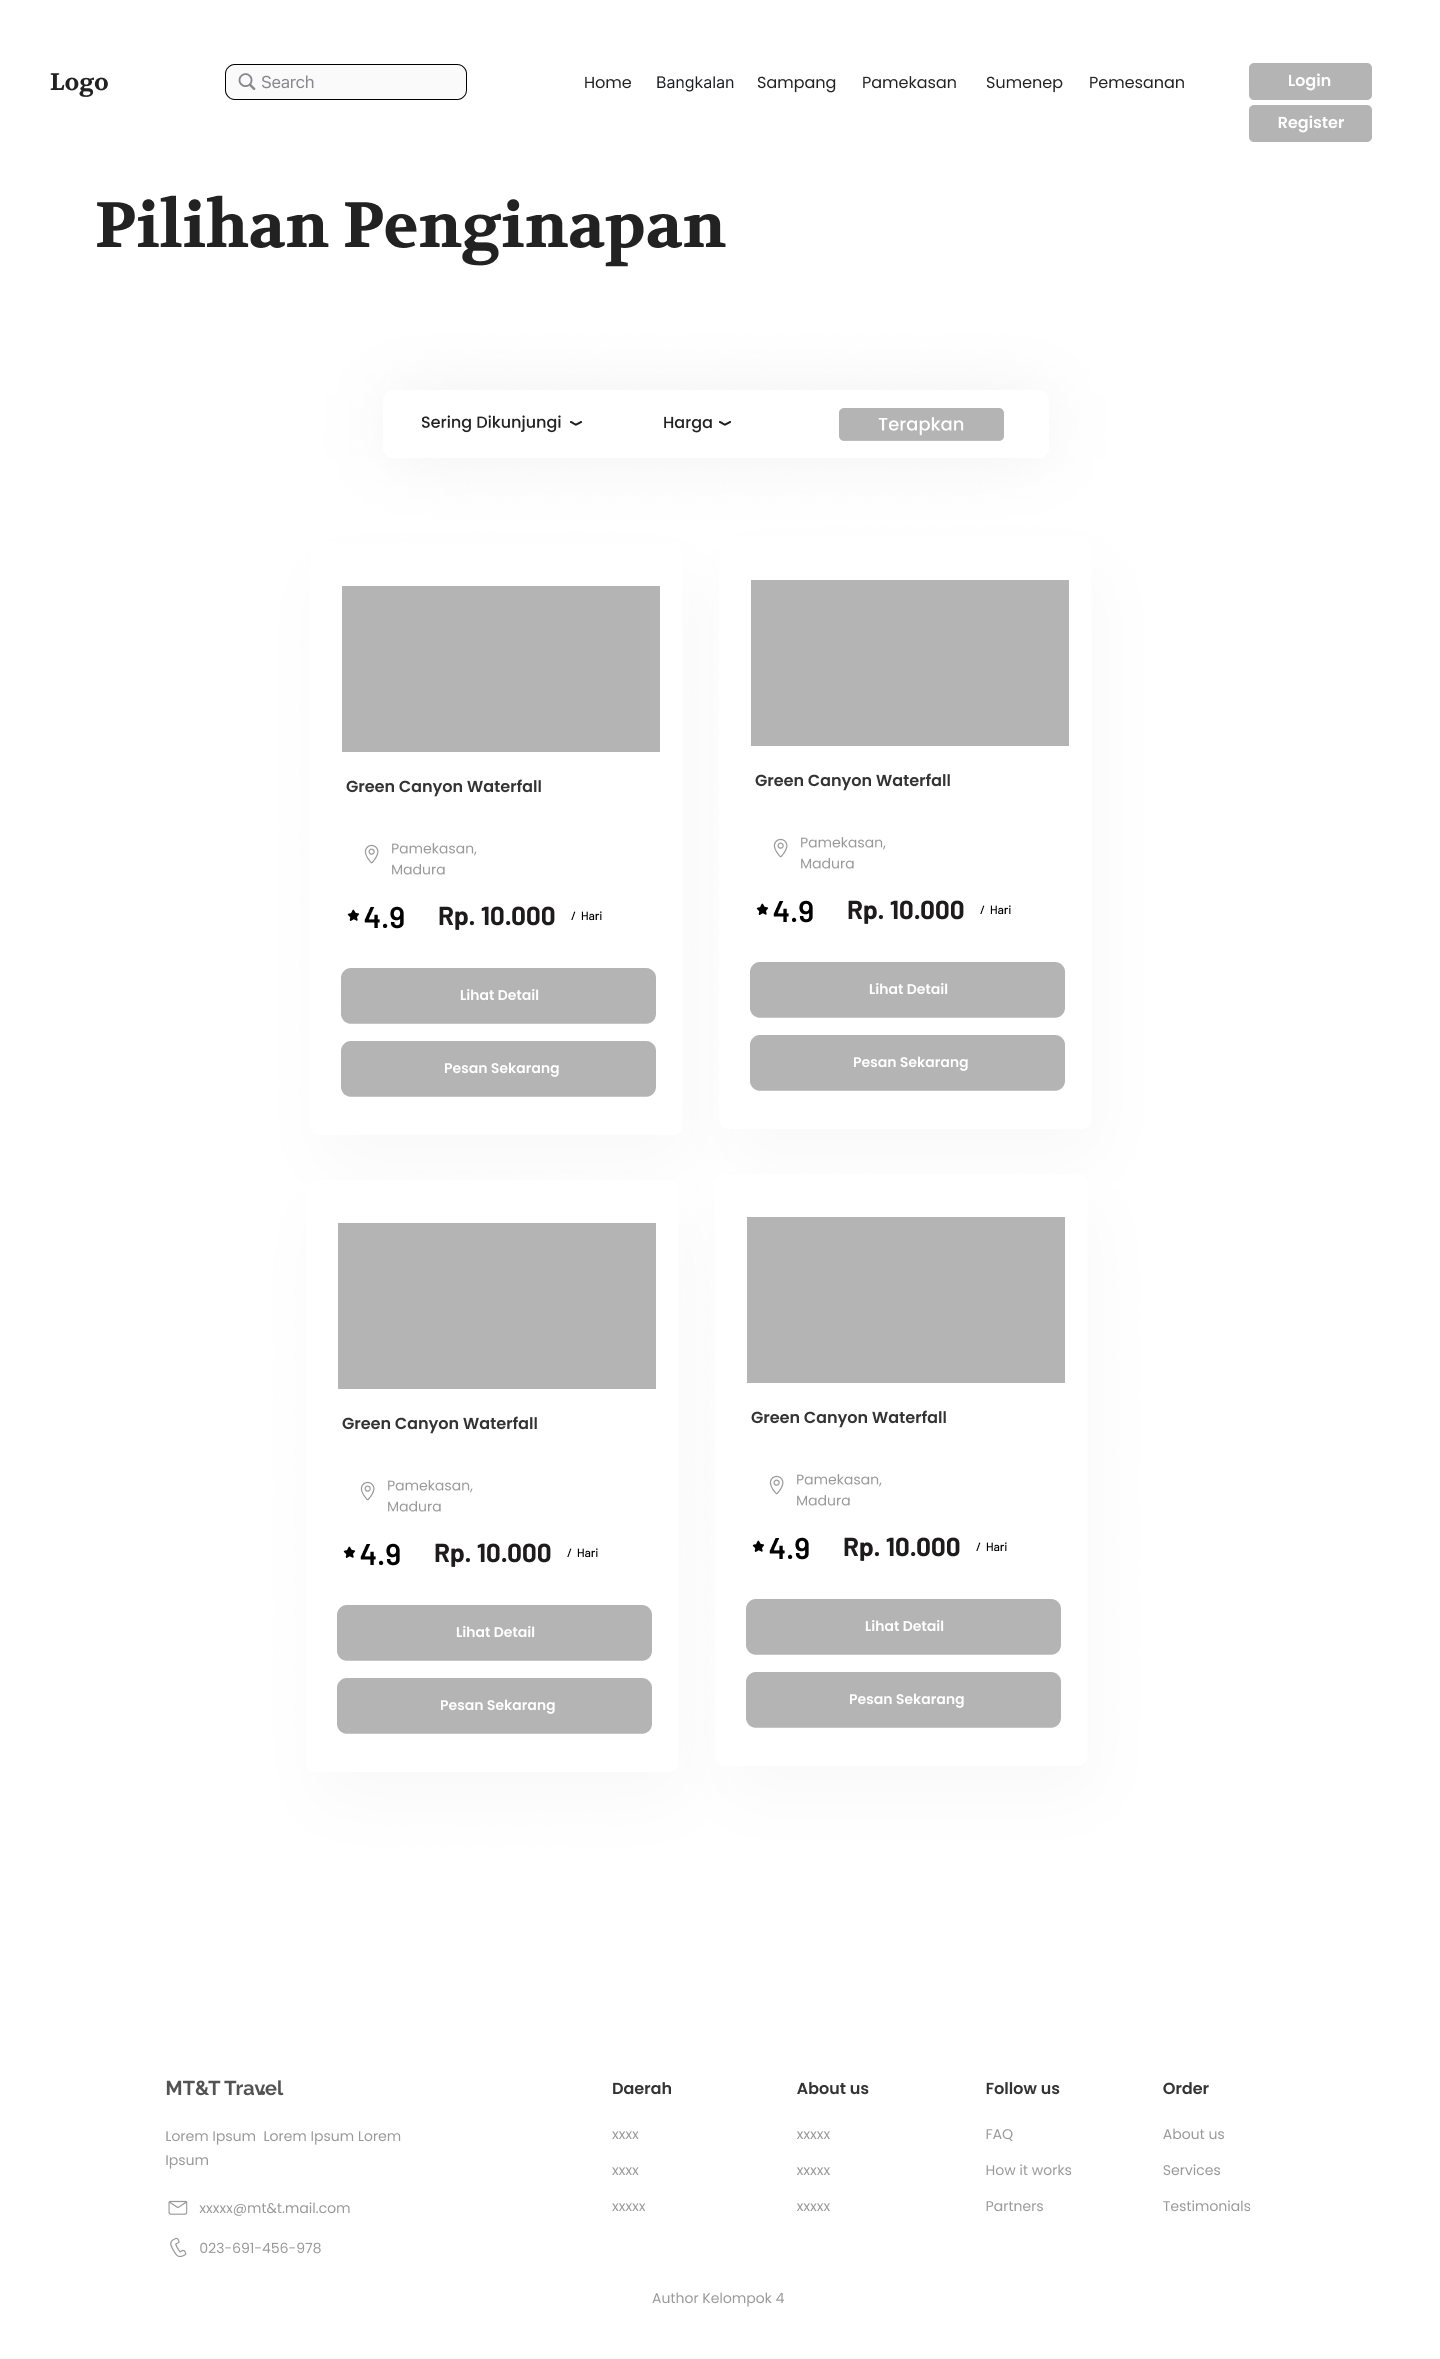 Logo
Search
Home Bangkalan Sampang Pamekasan Sumenep Pemesanan
Login
Register
Pilihan Penginapan
Sering Dikunjungi Harga Terapkan
Green Canyon Waterfall
Pamekasan,
Madura
4.9 Rp. 10.000 / Hari
Lihat Detail
Pesan Sekarang
Green Canyon Waterfall
Pamekasan,
Madura
4.9 Rp. 10.000 / Hari
Lihat Detail
Pesan Sekarang
Green Canyon Waterfall
Pamekasan,
Madura
4.9 Rp. 10.000 / Hari
Lihat Detail
Pesan Sekarang
Green Canyon Waterfall
Pamekasan,
Madura
4.9 Rp. 10.000 / Hari
Lihat Detail
Pesan Sekarang
MT&T Travel
Lorem Ipsum Lorem Ipsum Lorem
Ipsum
xxxxx@mt&t.mail.com
023-691-456-978
Daerah
xxxx
xxxx
xxxxx
About us
xxxxx
xxxxx
xxxxx
Follow us
FAQ
How it works
Partners
Order
About us
Services
Testimonials
Author Kelompok 4